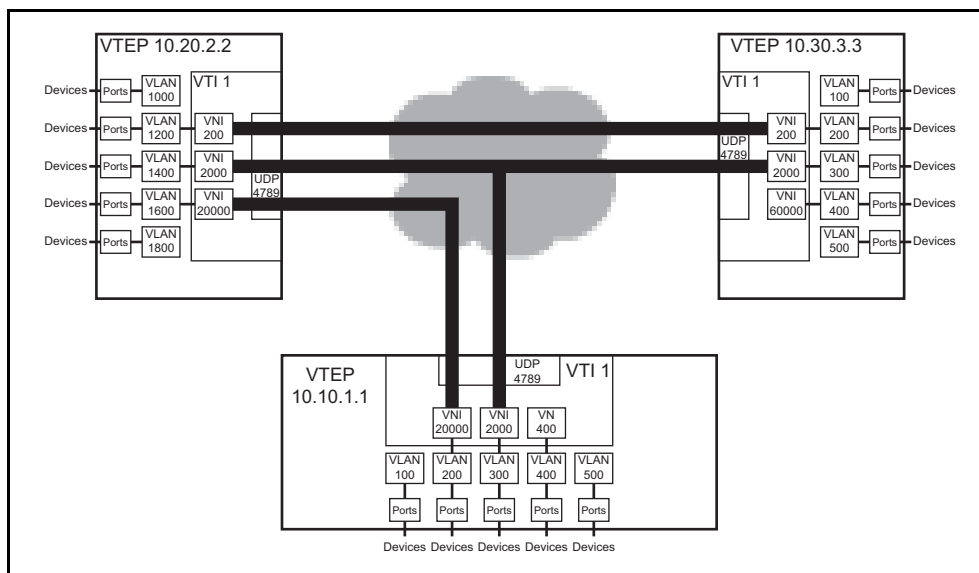 VTEP 10.20.2.2
VTI 1
Devices
Ports
VLAN
1000
Devices
Ports
VLAN
1200
VNI
200
Devices
Ports
VLAN
1400
VNI
2000
UDP
4789
Devices
Ports
VLAN
1600
VNI
20000
Devices
Ports
VLAN
1800
VTEP 10.30.3.3
VTI 1
VLAN
100
Ports
Devices
UDP
4789
VNI
200
VLAN
200
Ports
Devices
VNI
2000
VLAN
300
Ports
Devices
VNI
60000
VLAN
400
Ports
Devices
VLAN
500
Ports
Devices
VTEP
10.10.1.1
UDP
4789
VTI 1
VNI
20000
VNI
2000
VN
400
VLAN
100
VLAN
200
VLAN
300
VLAN
400
VLAN
500
Ports
Ports
Ports
Ports
Ports
Devices
Devices
Devices
Devices
Devices